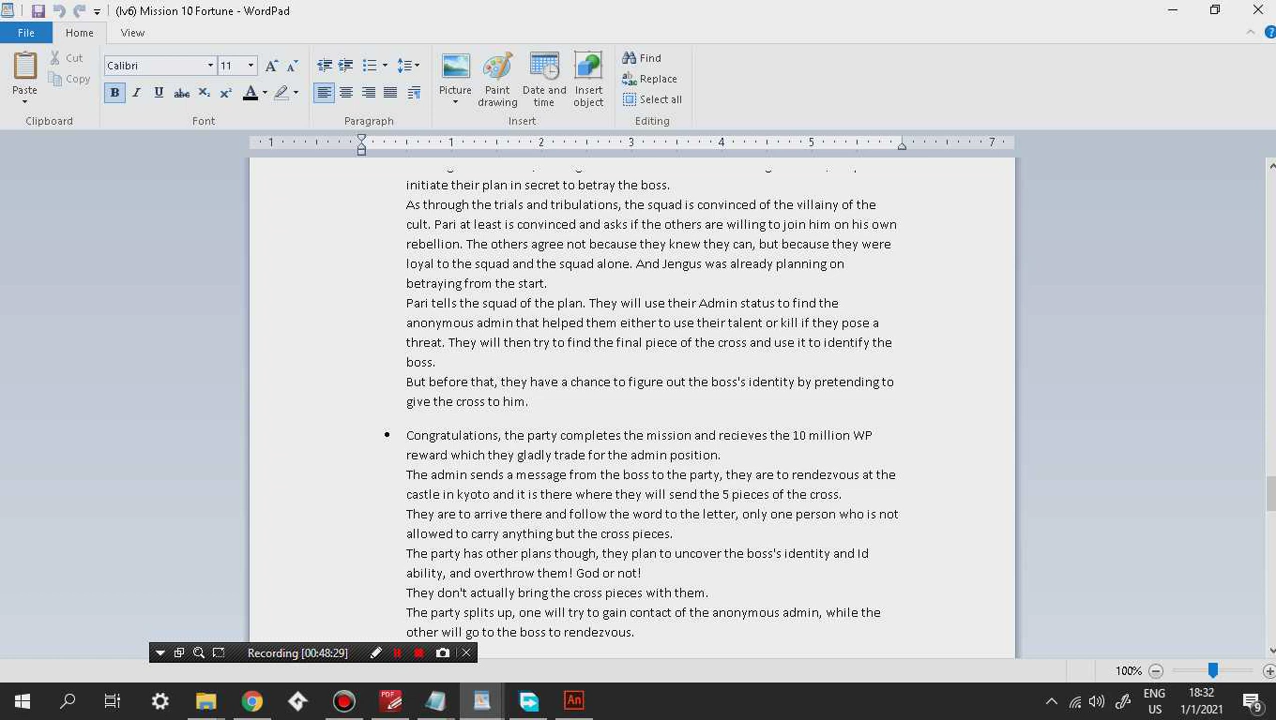 (lv6) Mission 10 Fortune - WordPad
File Home View
Paste Cut Copy
Clipboard
Calibri 11
Font
Paragraph
Picture Paint drawing Date and time Insert object
Insert
Find
Replace
Select all
Editing
1 1 2 3 4 5 7
initiate their plan in secret to betray the boss.
As through the trials and tribulations, the squad is convinced of the villainy of the
cult. Pari at least is convinced and asks if the others are willing to join him on his own
rebellion. The others agree not because they knew they can, but because they were
loyal to the squad and the squad alone. And Jengus was already planning on
betraying from the start.
Pari tells the squad of the plan. They will use their Admin status to find the
anonymous admin that helped them either to use their talent or kill if they pose a
threat. They will then try to find the final piece of the cross and use it to identify the
boss.
But before that, they have a chance to figure out the boss's identity by pretending to
give the cross to him.
• Congratulations, the party completes the mission and recieves the 10 million WP
reward which they gladly trade for the admin position.
The admin sends a message from the boss to the party, they are to rendezvous at the
castle in kyoto and it is there where they will send the 5 pieces of the cross.
They are to arrive there and follow the word to the letter, only one person who is not
allowed to carry anything but the cross pieces.
The party has other plans though, they plan to uncover the boss's identity and Id
ability, and overthrow them! God or not!
They don't actually bring the cross pieces with them.
The party splits up, one will try to gain contact of the anonymous admin, while the
other will go to the boss to rendezvous.
Recording [00:48:29]
100%
ENG
US
18:32
1/1/2021
9